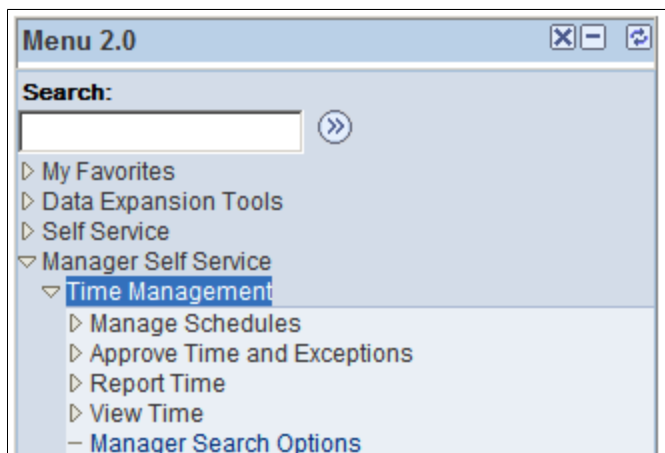 Menu 2.0
Search:
My Favorites
Data Expansion Tools
Self Service
Manager Self Service
Time Management
Manage Schedules
Approve Time and Exceptions
Report Time
View Time
Manager Search Options